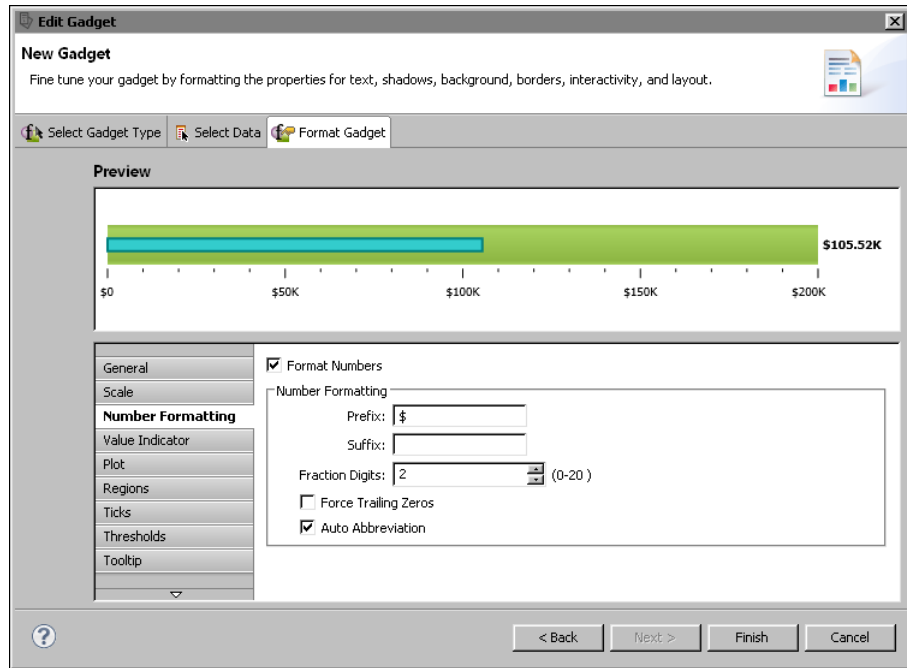 Edit Gadget
New Gadget
Fine tune your gadget by formatting the properties for text, shadows, background, borders, interactivity, and layout.
Select Gadget Type Select Data Format Gadget
Preview
$105.52K
$0 $50K $100K $150K $200K
General
Scale
Number Formatting
Value Indicator
Plot
Regions
Ticks
Thresholds
Tooltip
Format Numbers
Number Formatting
Prefix: $
Suffix:
Fraction Digits: 2 (0-20 )
Force Trailing Zeros
Auto Abbreviation
? < Back Next > Finish Cancel